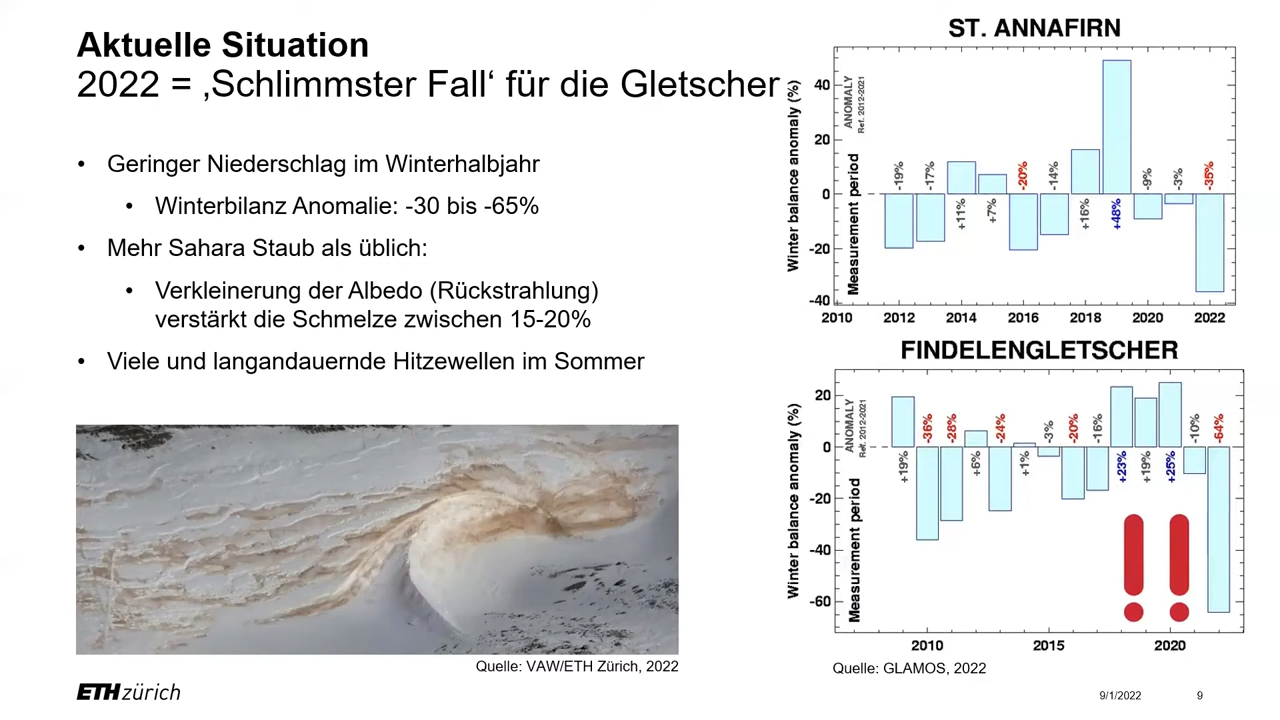 Aktuelle Situation
2022 = ‚Schlimmster Fall‘ für die Gletscher
• Geringer Niederschlag im Winterhalbjahr
• Winterbilanz Anomalie: -30 bis -65%
• Mehr Sahara Staub als üblich:
• Verkleinerung der Albedo (Rückstrahlung)
verstärkt die Schmelze zwischen 15-20%
• Viele und langandauernde Hitzewellen im Sommer
Quelle: VAW/ETH Zürich, 2022
ST. ANNAFIRN
Winter balance anomaly (%)
40
20
0
-20
-40
ANOMALY
Ref. 2012-2021
Measurement period
-19%
-17%
+11%
+7%
-20%
-14%
+16%
+48%
-9%
-3%
-35%
2010 2012 2014 2016 2018 2020 2022
FINDELENGLETSCHER
Winter balance anomaly (%)
20
0
-20
-40
-60
ANOMALY
Ref. 2012-2021
Measurement period
+19%
-36%
-28%
+6%
-24%
+1%
-3%
-20%
-16%
+23%
+19%
+25%
-10%
-64%
2010 2015 2020
Quelle: GLAMOS, 2022
ETH zürich
9/1/2022
9